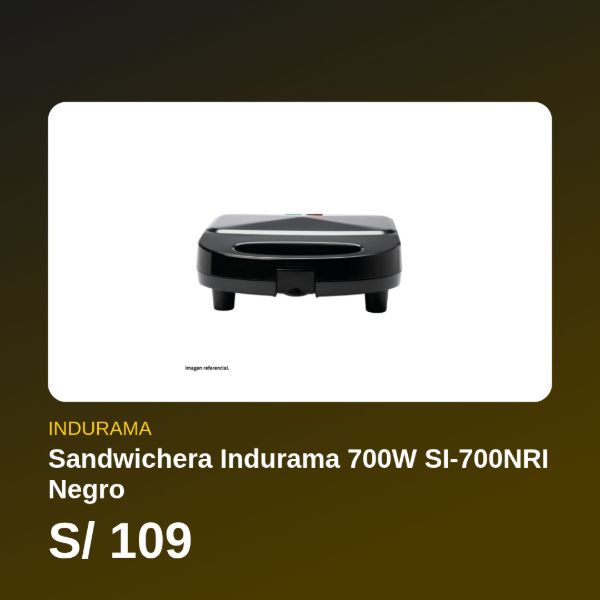 Imagen referencial.
INDURAMA
Sandwichera Indurama 700W SI-700NRI
Negro
S/ 109